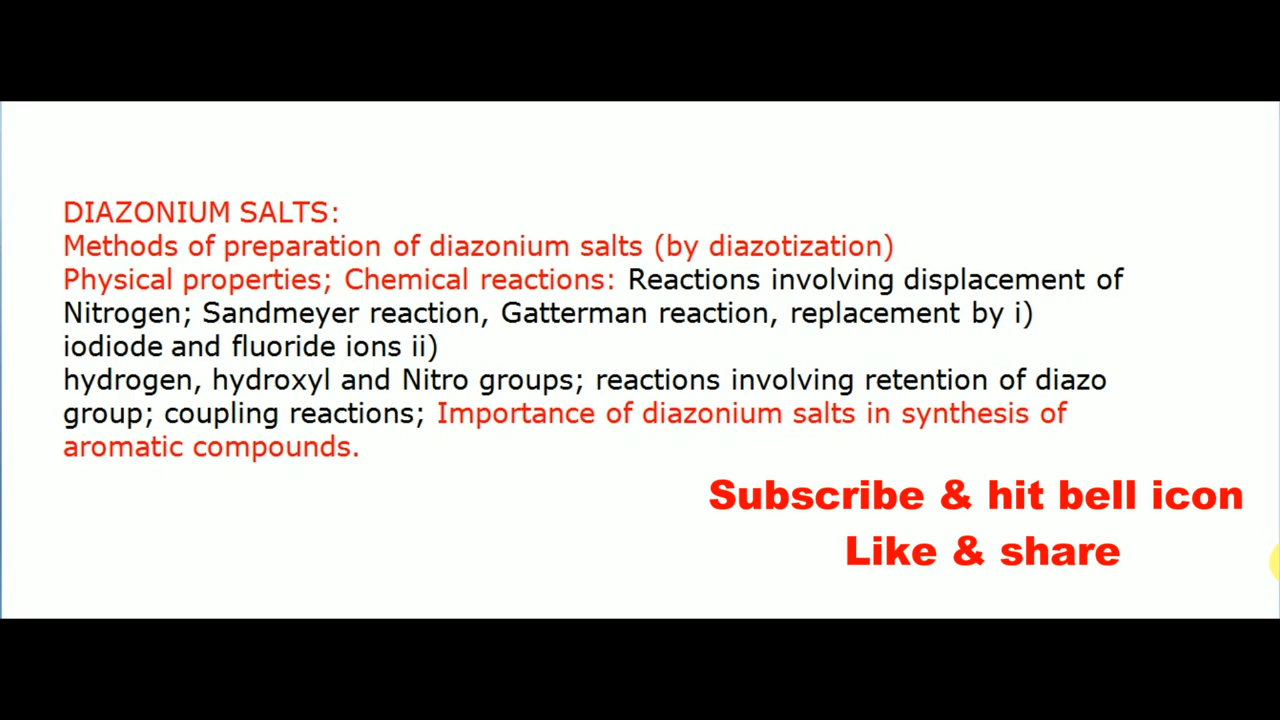 DIAZONIUM SALTS:
Methods of preparation of diazonium salts (by diazotization)
Physical properties; Chemical reactions: Reactions involving displacement of
Nitrogen; Sandmeyer reaction, Gatterman reaction, replacement by i)
iodiode and fluoride ions ii)
hydrogen, hydroxyl and Nitro groups; reactions involving retention of diazo
group; coupling reactions; Importance of diazonium salts in synthesis of
aromatic compounds.
Subscribe & hit bell icon
Like & share